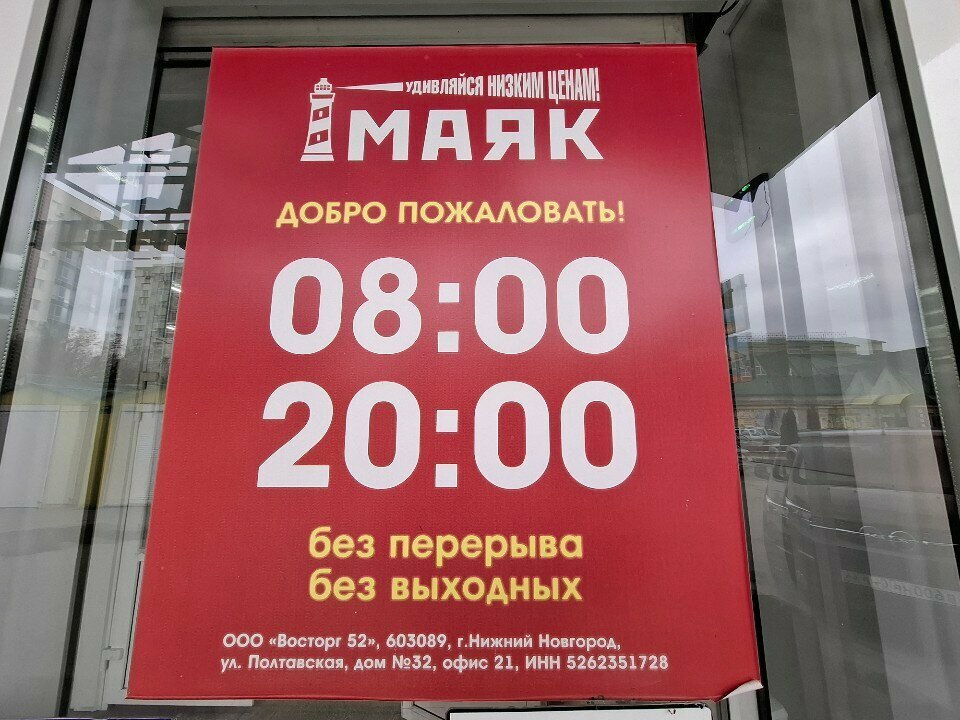 УДИВЛЯЙСЯ НИЗКИМ ЦЕНАМ!
МАЯК
ДОБРО ПОЖАЛОВАТЬ!
08:00
20:00
без перерыва
без выходных
ООО «Восторг 52», 603089, г.Нижний Новгород,
ул. Полтавская, дом №32, офис 21, ИНН 5262351728